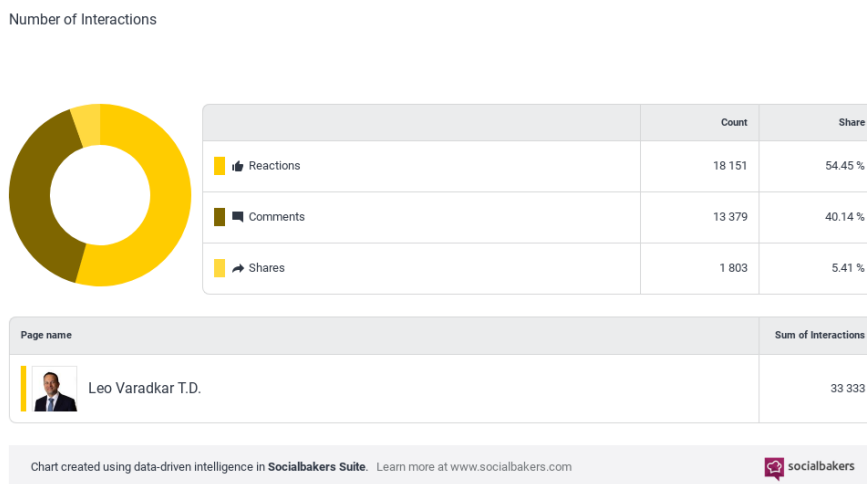 Number of Interactions
Count Share
Reactions 18 151 54.45 %
Comments 13 379 40.14 %
Shares 1 803 5.41 %
Page name Sum of Interactions
Leo Varadkar T.D. 33 333
Chart created using data-driven intelligence in Socialbakers Suite. Learn more at www.socialbakers.com
socialbakers